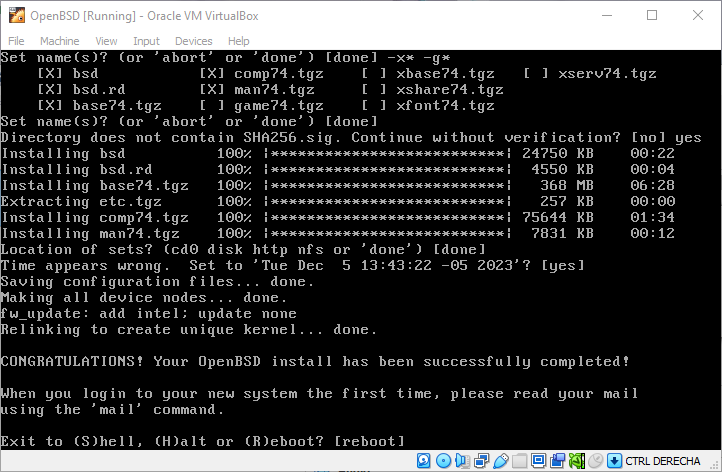 OpenBSD [Running] - Oracle VM VirtualBox
File Machine View Input Devices Help
Set name(s)? (or 'abort' or 'done') [done] -x* -g*
    [X] bsd           [X] comp74.tgz    [ ] xbase74.tgz   [ ] xserv74.tgz
    [X] bsd.rd        [X] man74.tgz     [ ] xshare74.tgz
    [X] base74.tgz    [ ] game74.tgz    [ ] xfont74.tgz
Set name(s)? (or 'abort' or 'done') [done]
Directory does not contain SHA256.sig. Continue without verification? [no] yes
Installing bsd          100% |**************************| 24750 KB    00:22
Installing bsd.rd       100% |**************************|  4550 KB    00:04
Installing base74.tgz   100% |**************************|   368 MB    06:28
Extracting etc.tgz      100% |**************************|   257 KB    00:00
Installing comp74.tgz   100% |**************************| 75644 KB    01:34
Installing man74.tgz    100% |**************************|  7831 KB    00:12
Location of sets? (cd0 disk http nfs or 'done') [done]
Time appears wrong.  Set to 'Tue Dec  5 13:43:22 -05 2023'? [yes]
Saving configuration files... done.
Making all device nodes... done.
fw_update: add intel; update none
Relinking to create unique kernel... done.
CONGRATULATIONS! Your OpenBSD install has been successfully completed!
When you login to your new system the first time, please read your mail
using the 'mail' command.
Exit to (S)hell, (H)alt or (R)eboot? [reboot]
CTRL DERECHA